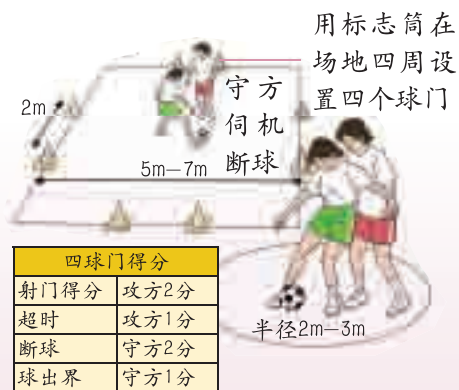 用标志筒在
场地四周设
置四个球门
2m
守方
伺机
断球
5m—7m
半径2m—3m
四球门得分
射门得分 攻方2分
超时 攻方1分
断球 守方2分
球出界 守方1分